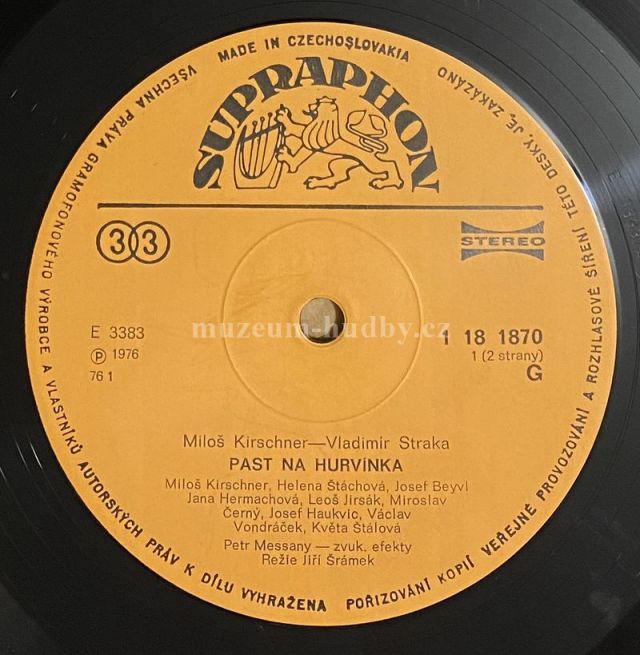 MADE IN CZECHOSLOVAKIA
SUPRAPHON
33
STEREO
muzeum-hudby.cz
E 3383
Ⓟ 1976
76 1
1 18 1870
1 (2 strany)
G
Miloš Kirschner—Vladimir Straka
PAST NA HURVÍNKA
Miloš Kirschner, Helena Štáchová, Josef Beyvl
Jana Hermachová, Leoš Jirsák, Miroslav
Černý, Josef Haukvic, Václav
Vondráček, Květa Štálová
Petr Messany — zvuk. efekty
Režie Jiří Šrámek
VŠECHNA PRÁVA GRAMOFONOVÉHO VÝROBCE A VLASTNÍKŮ AUTORSKÝCH PRÁV K DÍLU VYHRAŽENA POŘIZOVÁNÍ KOPIÍ VEŘEJNÉ PROVOZOVÁNÍ A ROZHLASOVÉ ŠÍŘENÍ TÉTO DESKY, JE, ZAKÁZÁNO